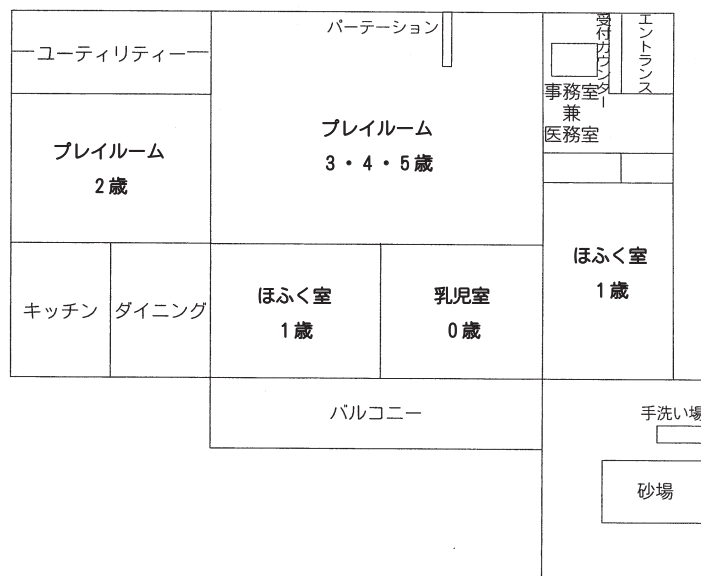 ユーティリティー
パーテーション
受付カウンター
エントランス
事務室
兼
医務室
プレイルーム
2歳
プレイルーム
3・4・5歳
ほふく室
1歳
キッチン
ダイニング
ほふく室
1歳
乳児室
0歳
バルコニー
手洗い場
砂場